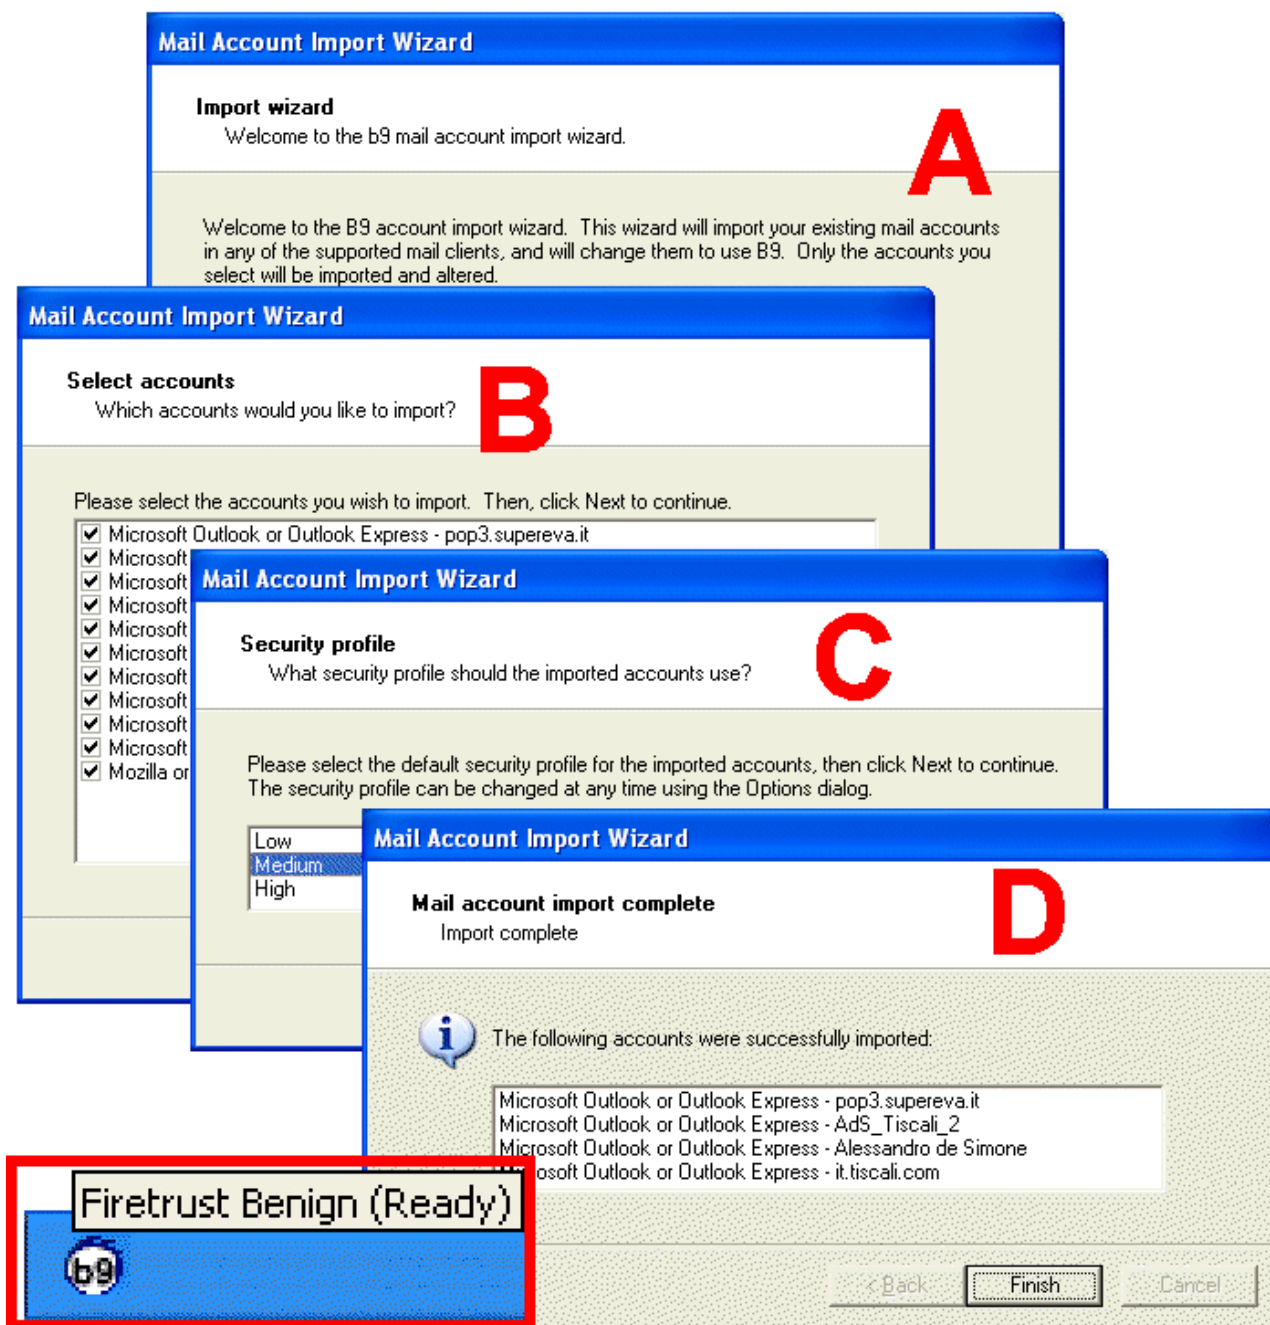 Mail Account Import Wizard
Import wizard
Welcome to the b9 mail account import wizard.
A
Welcome to the B9 account import wizard. This wizard will import your existing mail accounts
in any of the supported mail clients, and will change them to use B9. Only the accounts you
select will be imported and altered.
Mail Account Import Wizard
Select accounts
Which accounts would you like to import?
B
Please select the accounts you wish to import. Then, click Next to continue.
Microsoft Outlook or Outlook Express - pop3.supereva.it
Microsoft
Microsoft
Microsoft
Microsoft
Microsoft
Microsoft
Microsoft
Microsoft
Microsoft
Mozilla or
Mail Account Import Wizard
Security profile
What security profile should the imported accounts use?
C
Please select the default security profile for the imported accounts, then click Next to continue.
The security profile can be changed at any time using the Options dialog.
Low
Medium
High
Mail Account Import Wizard
Mail account import complete
Import complete
D
The following accounts were successfully imported:
Microsoft Outlook or Outlook Express - pop3.supereva.it
Microsoft Outlook or Outlook Express - AdS_Tiscali_2
Microsoft Outlook or Outlook Express - Alessandro de Simone
Microsoft Outlook or Outlook Express - it.tiscali.com
Firetrust Benign (Ready)
b9
< Back
Finish
Cancel